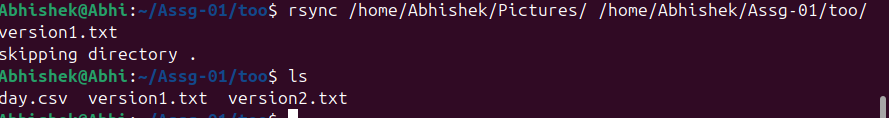 Abhishek@Abhi:~/Assg-01/too$ rsync /home/Abhishek/Pictures/ /home/Abhishek/Assg-01/too/
version1.txt
skipping directory .
Abhishek@Abhi:~/Assg-01/too$ ls
day.csv  version1.txt  version2.txt
Abhishek@Abhi:~/Assg-01/too$